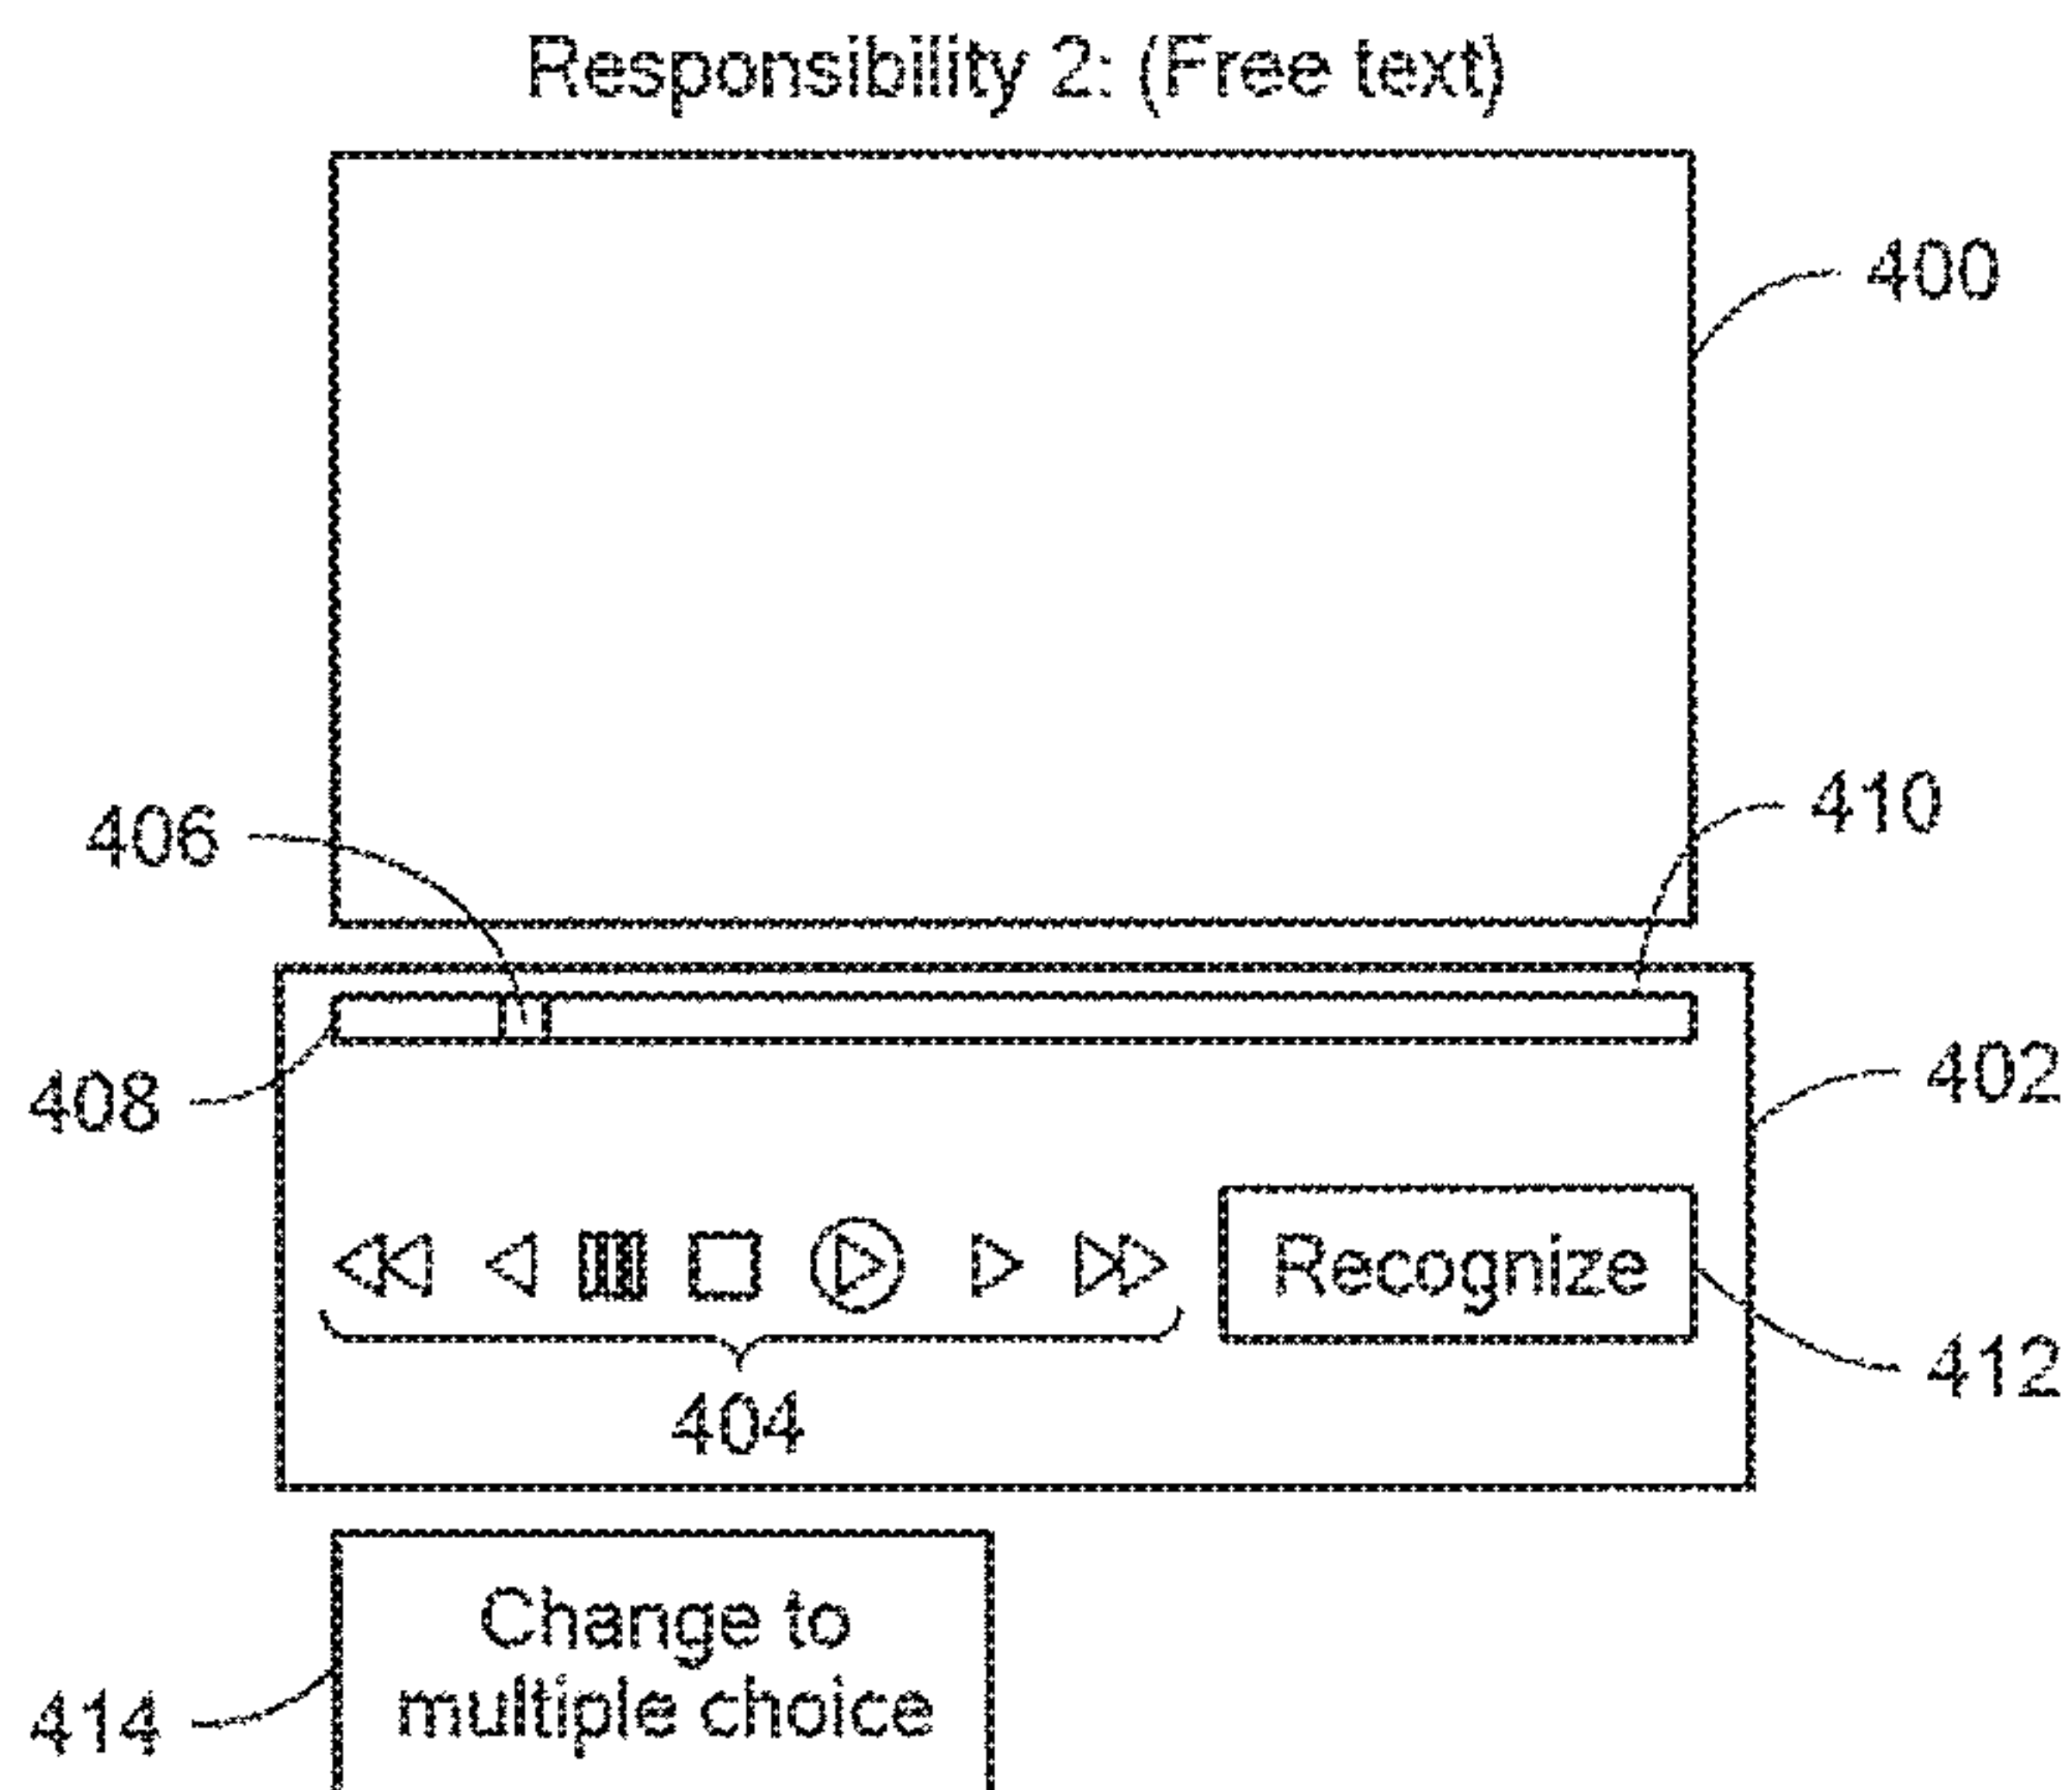 Responsibility 2: (Free text)
400
410
406
408
402
Recognize
412
404
Change to
multiple choice
414